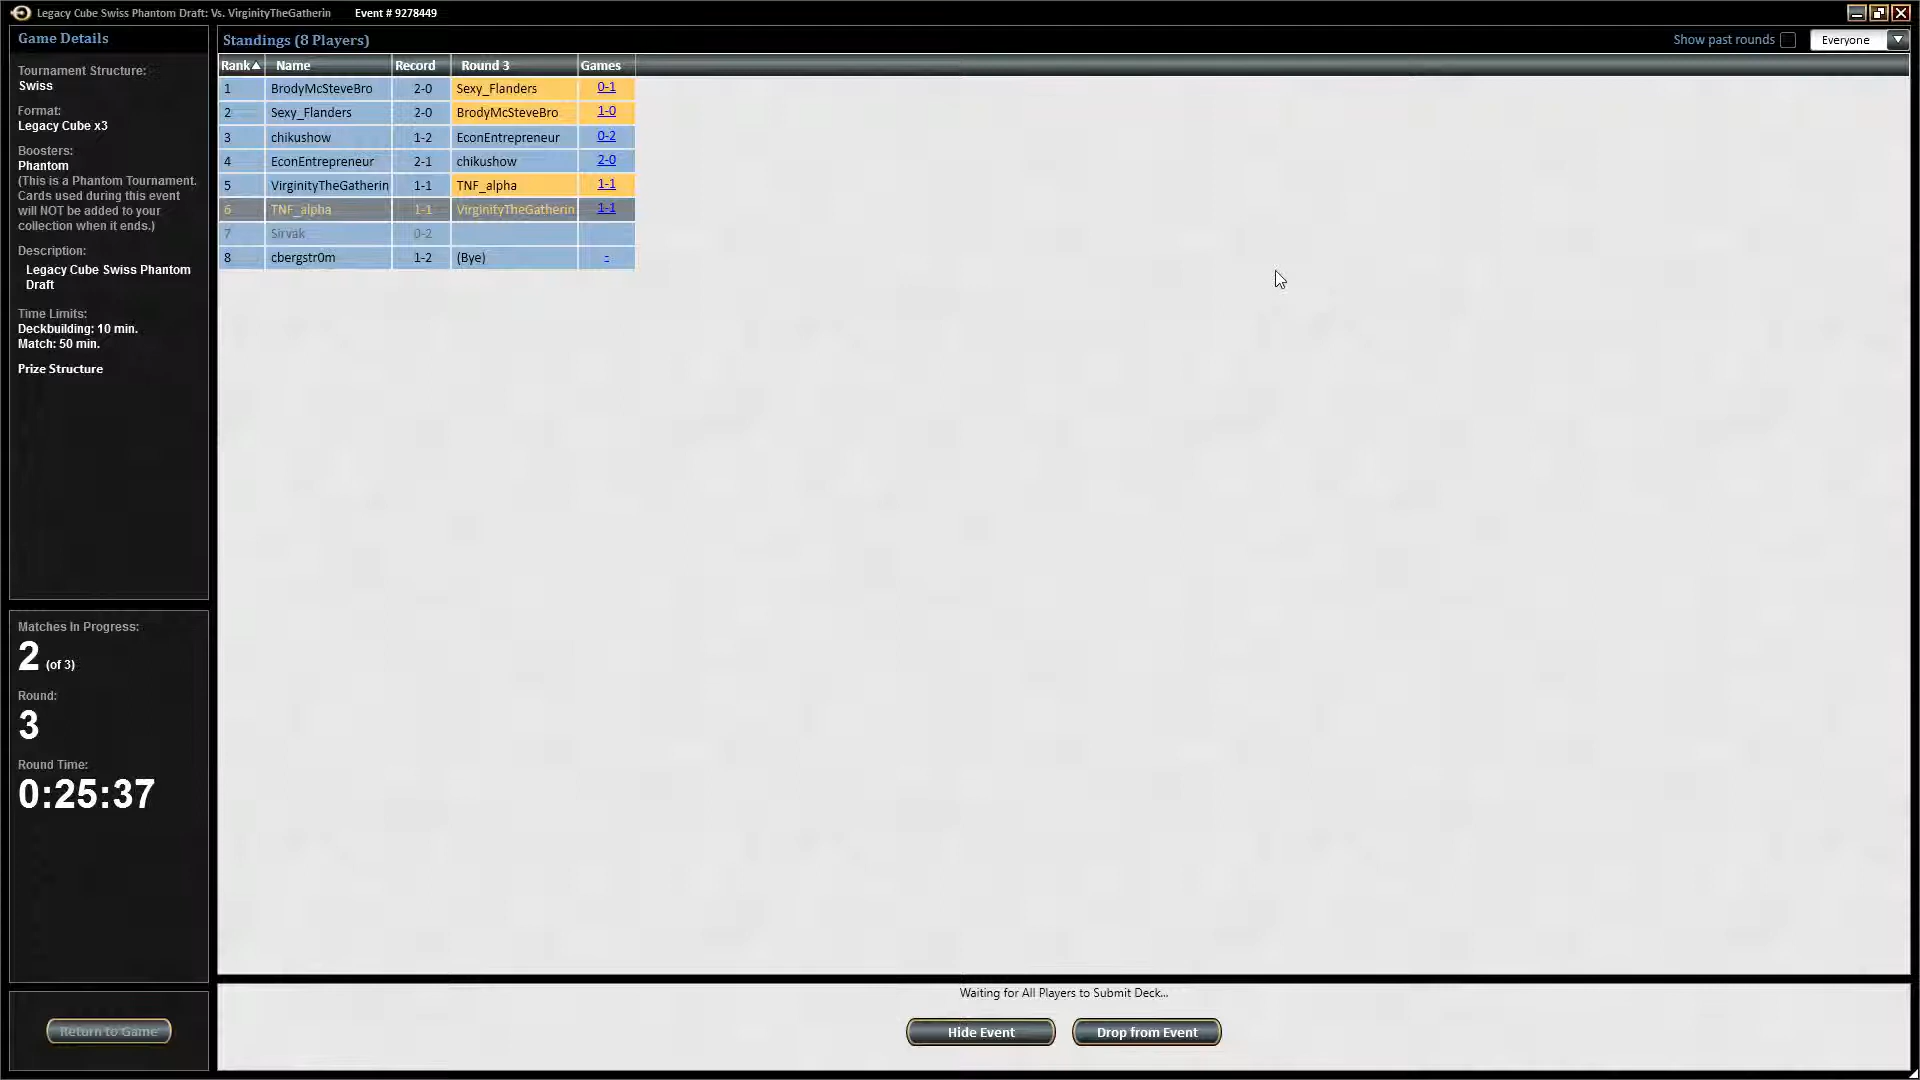 Legacy Cube Swiss Phantom Draft: Vs. VirginityTheGatherin Event # 9278449
Game Details
Tournament Structure:
Swiss
Format:
Legacy Cube x3
Boosters:
Phantom
(This is a Phantom Tournament.
Cards used during this event
will NOT be added to your
collection when it ends.)
Description:
Legacy Cube Swiss Phantom
Draft
Time Limits:
Deckbuilding: 10 min.
Match: 50 min.
Prize Structure
Matches In Progress:
2 (of 3)
Round:
3
Round Time:
0:25:37
Return to Game
Standings (8 Players) Show past rounds Everyone
Rank Name Record Round 3 Games
1 BrodyMcSteveBro 2-0 Sexy_Flanders 0-1
2 Sexy_Flanders 2-0 BrodyMcSteveBro 1-0
3 chikushow 1-2 EconEntrepreneur 0-2
4 EconEntrepreneur 2-1 chikushow 2-0
5 VirginityTheGatherin 1-1 TNF_alpha 1-1
6 TNF_alpha 1-1 VirginityTheGatherin 1-1
7 Sirvak 0-2
8 cbergstr0m 1-2 (Bye) -
Waiting for All Players to Submit Deck...
Hide Event Drop from Event